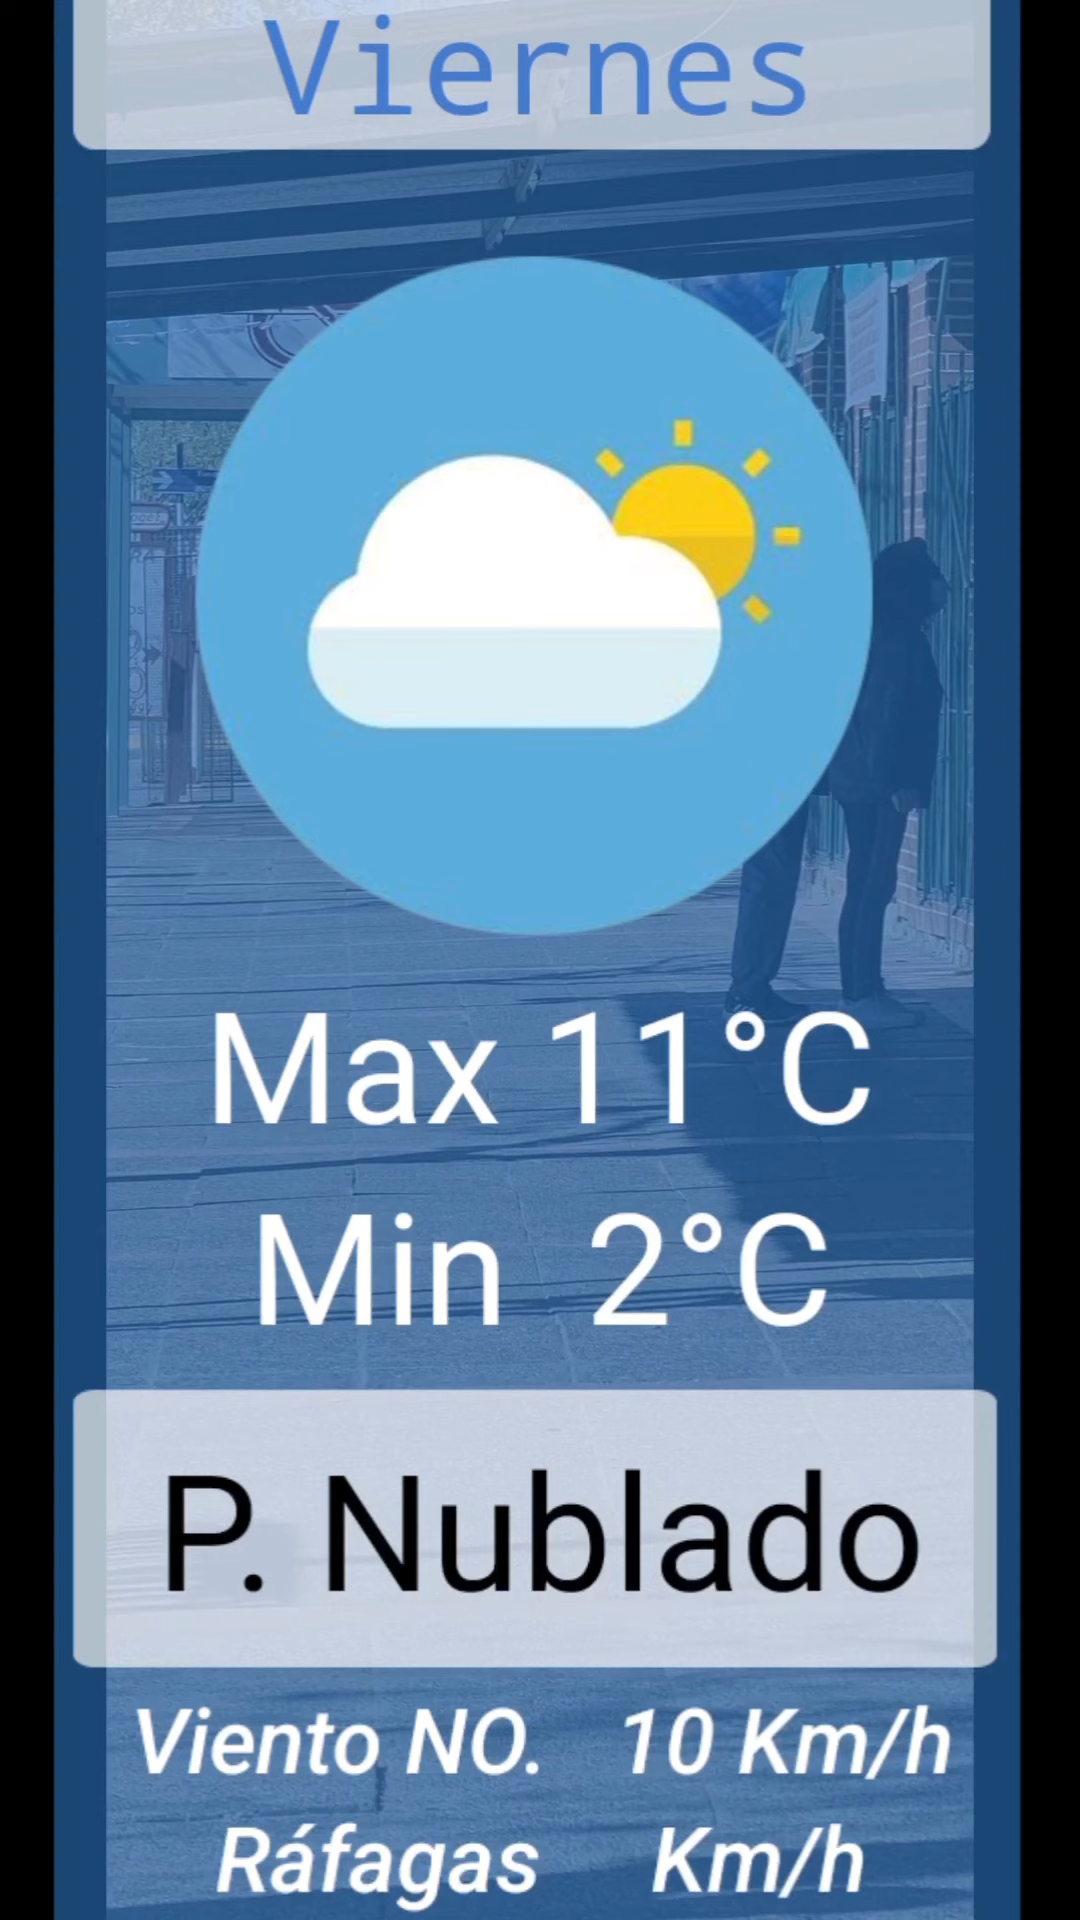 Viernes
Max 11°C
Min 2°C
P. Nublado
Viento NO. 10 Km/h
Ráfagas Km/h